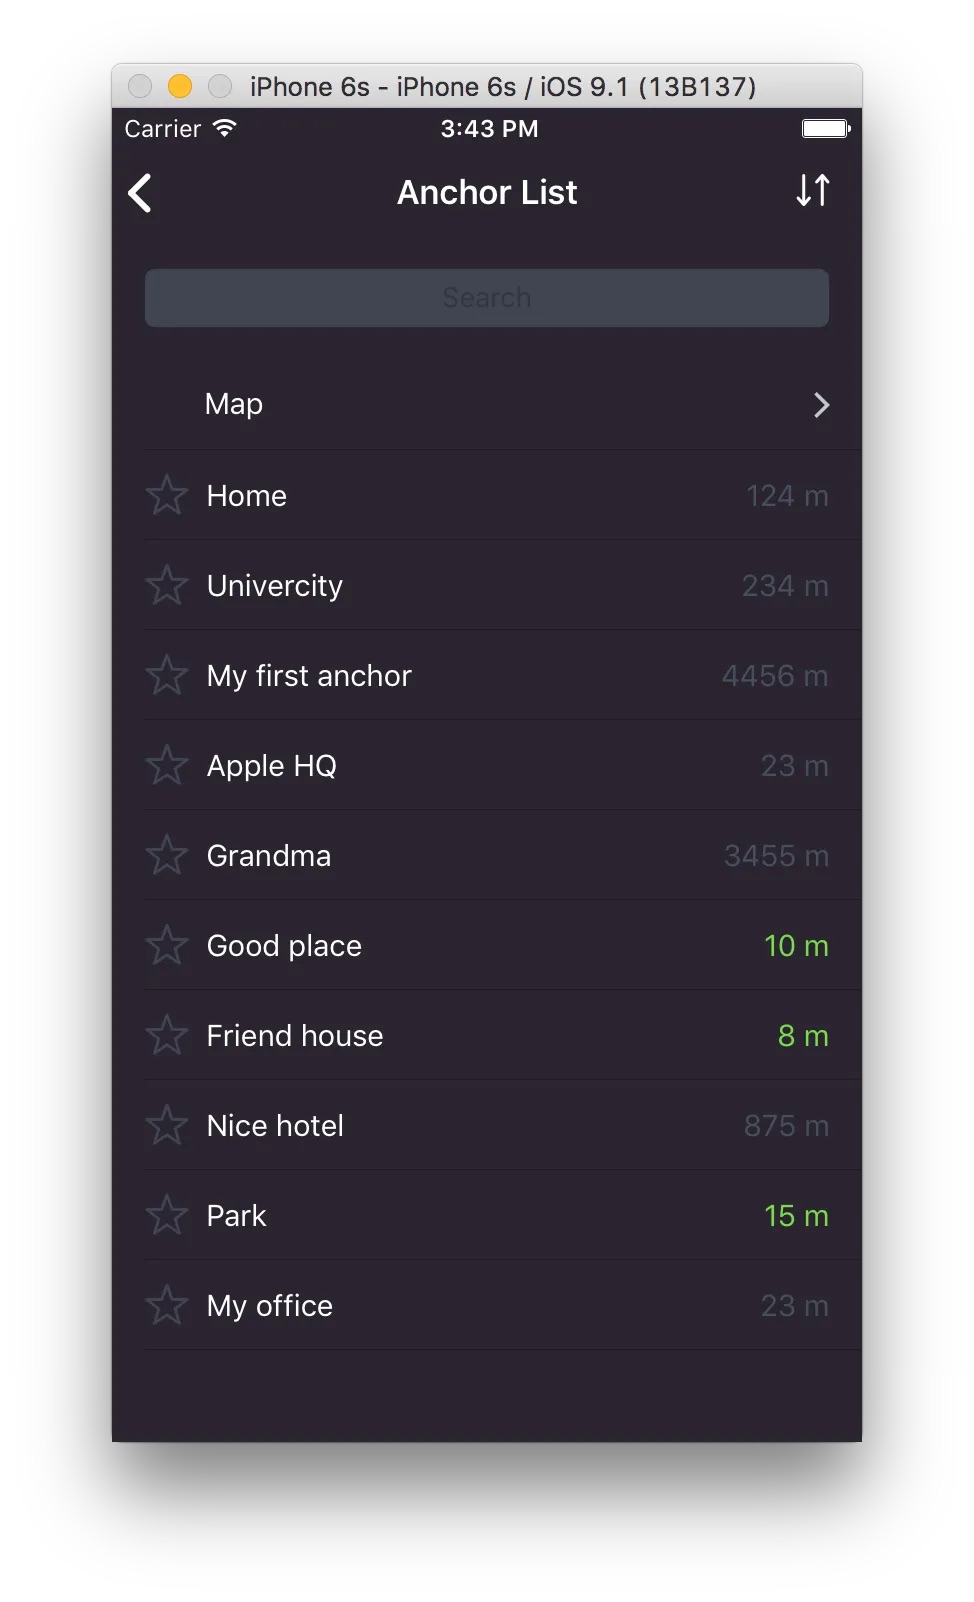 iPhone 6s - iPhone 6s / iOS 9.1 (13B137)
Carrier 3:43 PM
Anchor List
Search
Map
Home 124 m
Univercity 234 m
My first anchor 4456 m
Apple HQ 23 m
Grandma 3455 m
Good place 10 m
Friend house 8 m
Nice hotel 875 m
Park 15 m
My office 23 m